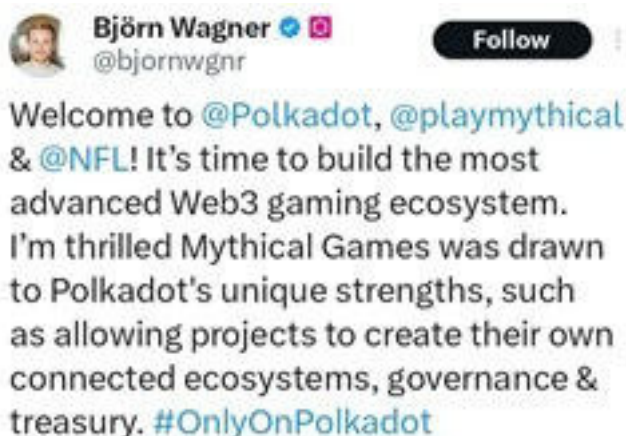 Björn Wagner
Follow
@bjornwgnr
Welcome to @Polkadot, @playmythical
& @NFL! It’s time to build the most
advanced Web3 gaming ecosystem.
I’m thrilled Mythical Games was drawn
to Polkadot's unique strengths, such
as allowing projects to create their own
connected ecosystems, governance &
treasury. #OnlyOnPolkadot